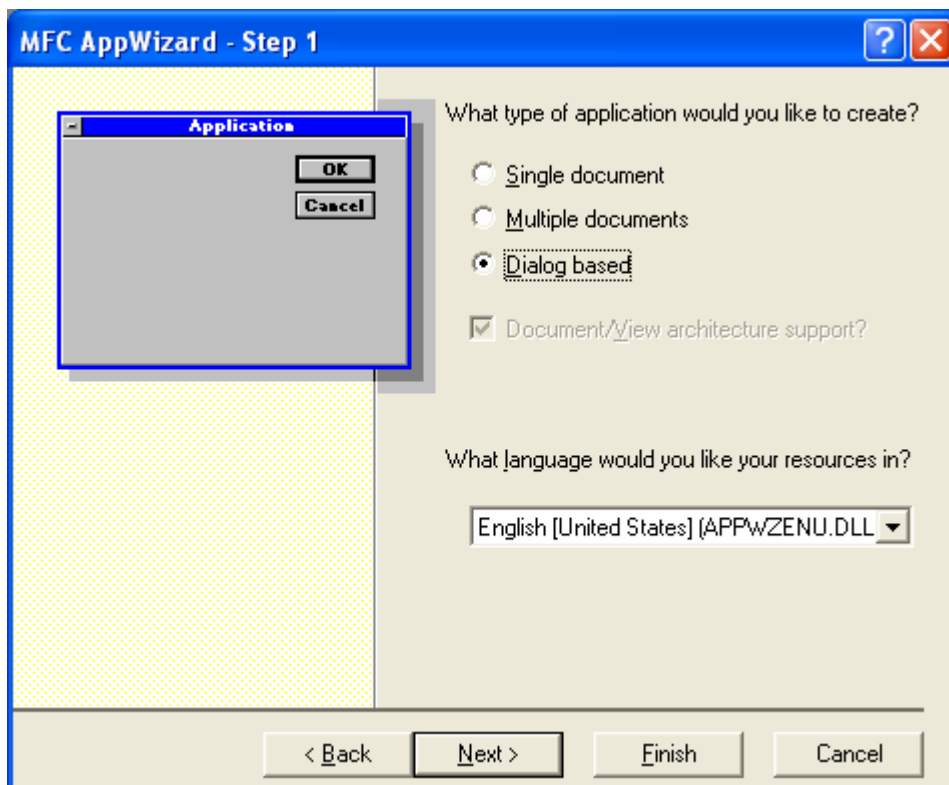 MFC AppWizard - Step 1
Application
OK
Cancel
What type of application would you like to create?
Single document
Multiple documents
Dialog based
Document/View architecture support?
What language would you like your resources in?
English [United States] (APPWZENU.DLL
< Back
Next >
Finish
Cancel